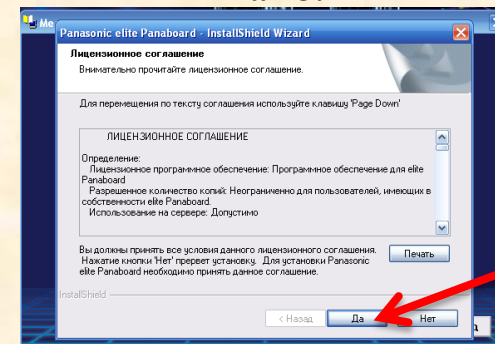 Me
Panasonic elite Panaboard - InstallShield Wizard
Лицензионное соглашение
Внимательно прочитайте лицензионное соглашение.
Для перемещения по тексту соглашения используйте клавишу 'Page Down'
ЛИЦЕНЗИОННОЕ СОГЛАШЕНИЕ
Определение:
Лицензионное программное обеспечение: Программное обеспечение для elite
Panaboard
Разрешенное количество копий: Неограниченно для пользователей, имеющих в
собственности elite Panaboard.
Использование на сервере: Допустимо
Вы должны принять все условия данного лицензионного соглашения.
Нажатие кнопки 'Нет' прервет установку. Для установки Panasonic
elite Panaboard необходимо принять данное соглашение.
Печать
InstallShield
< Назад
Да
Нет